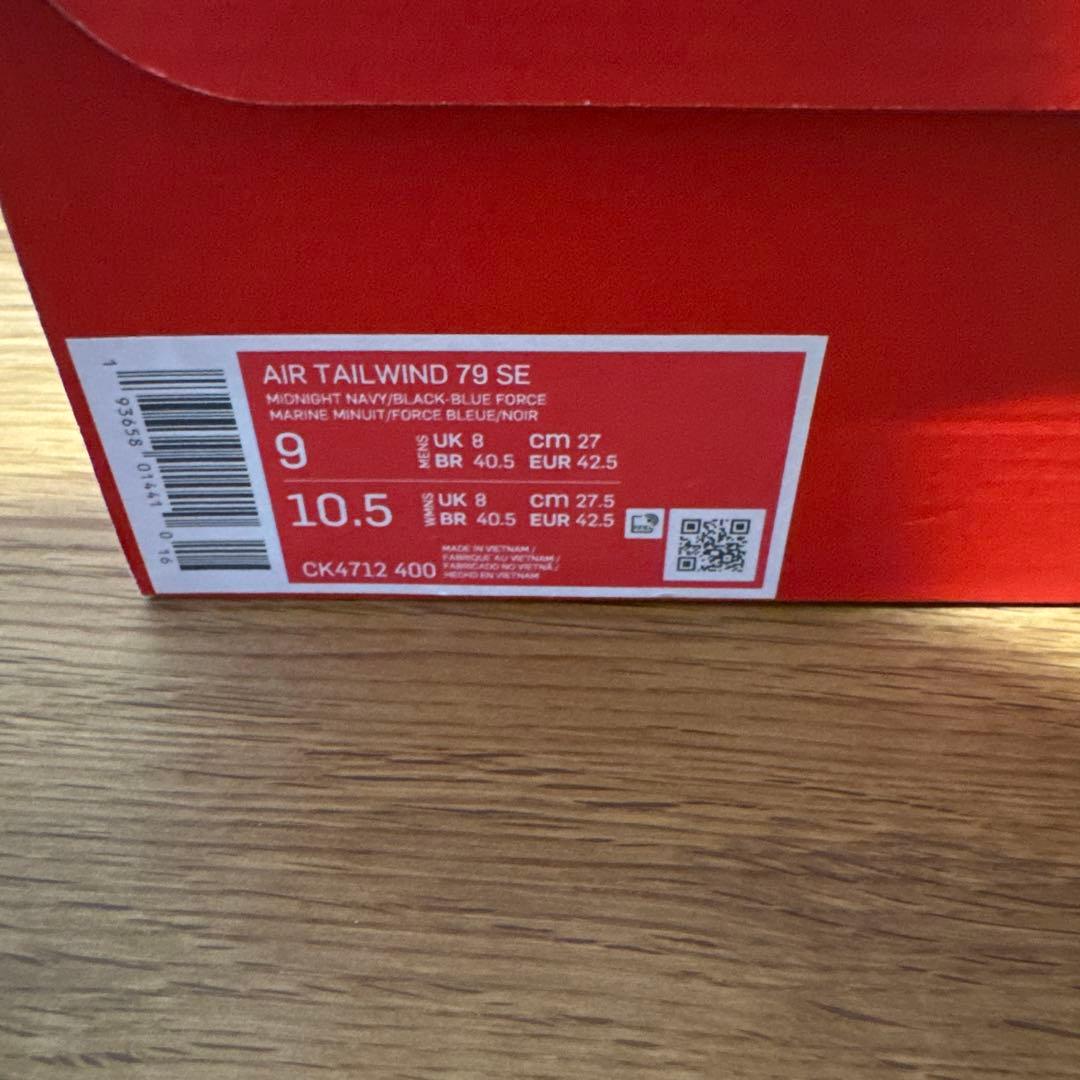 AIR TAILWIND 79 SE
MIDNIGHT NAVY/BLACK-BLUE FORCE
MARINE MINUIT/FORCE BLEUE/NOIR
9 MENS UK 8 cm 27
BR 40.5 EUR 42.5
10.5 WMNS UK 8 cm 27.5
BR 40.5 EUR 42.5
CK4712 400
MADE IN VIETNAM /
FABRIQUÉ AU VIETNAM /
FABRICADO NO VIETNÃ /
HECHO EN VIETNAM
1 93658 01441 0 16